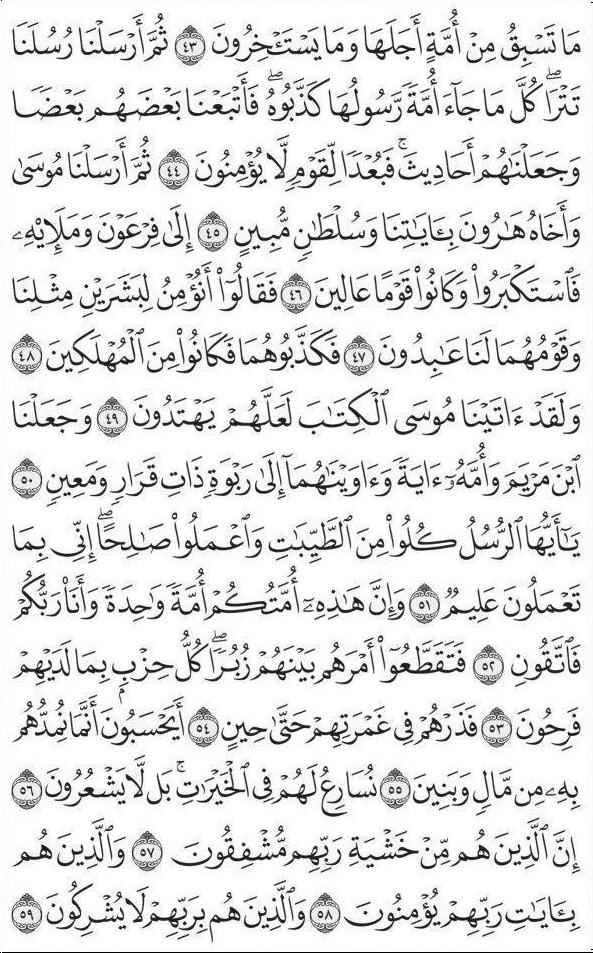 مَا تَسْبِقُ مِنْ أُمَّةٍ أَجَلَهَا وَمَا يَسْتَـْٔخِرُونَ ٤٣ ثُمَّ أَرْسَلْنَا رُسُلَنَا
تَتْرَا ۖ كُلَّ مَا جَآءَ أُمَّةً رَّسُولُهَا كَذَّبُوهُ ۖ فَأَتْبَعْنَا بَعْضَهُم بَعْضًا
وَجَعَلْنَٰهُمْ أَحَادِيثَ ۚ فَبُعْدًا لِّقَوْمٍ لَّا يُؤْمِنُونَ ٤٤ ثُمَّ أَرْسَلْنَا مُوسَىٰ
وَأَخَاهُ هَٰرُونَ بِـَٔايَٰتِنَا وَسُلْطَٰنٍ مُّبِينٍ ٤٥ إِلَىٰ فِرْعَوْنَ وَمَلَإِي۟هِۦ
فَٱسْتَكْبَرُوا۟ وَكَانُوا۟ قَوْمًا عَالِينَ ٤٦ فَقَالُوٓا۟ أَنُؤْمِنُ لِبَشَرَيْنِ مِثْلِنَا
وَقَوْمُهُمَا لَنَا عَٰبِدُونَ ٤٧ فَكَذَّبُوهُمَا فَكَانُوا۟ مِنَ ٱلْمُهْلَكِينَ ٤٨
وَلَقَدْ ءَاتَيْنَا مُوسَى ٱلْكِتَٰبَ لَعَلَّهُمْ يَهْتَدُونَ ٤٩ وَجَعَلْنَا
ٱبْنَ مَرْيَمَ وَأُمَّهُۥٓ ءَايَةً وَءَاوَيْنَٰهُمَآ إِلَىٰ رَبْوَةٍ ذَاتِ قَرَارٍ وَمَعِينٍ ٥٠
يَٰٓأَيُّهَا ٱلرُّسُلُ كُلُوا۟ مِنَ ٱلطَّيِّبَٰتِ وَٱعْمَلُوا۟ صَٰلِحًا ۖ إِنِّى بِمَا
تَعْمَلُونَ عَلِيمٌ ٥١ وَإِنَّ هَٰذِهِۦٓ أُمَّتُكُمْ أُمَّةً وَٰحِدَةً وَأَنَا۠ رَبُّكُمْ
فَٱتَّقُونِ ٥٢ فَتَقَطَّعُوٓا۟ أَمْرَهُم بَيْنَهُمْ زُبُرًا ۖ كُلُّ حِزْبٍۭ بِمَا لَدَيْهِمْ
فَرِحُونَ ٥٣ فَذَرْهُمْ فِى غَمْرَتِهِمْ حَتَّىٰ حِينٍ ٥٤ أَيَحْسَبُونَ أَنَّمَا نُمِدُّهُم
بِهِۦ مِن مَّالٍ وَبَنِينَ ٥٥ نُسَارِعُ لَهُمْ فِى ٱلْخَيْرَٰتِ ۚ بَل لَّا يَشْعُرُونَ ٥٦
إِنَّ ٱلَّذِينَ هُم مِّنْ خَشْيَةِ رَبِّهِم مُّشْفِقُونَ ٥٧ وَٱلَّذِينَ هُم
بِـَٔايَٰتِ رَبِّهِمْ يُؤْمِنُونَ ٥٨ وَٱلَّذِينَ هُم بِرَبِّهِمْ لَا يُشْرِكُونَ ٥٩